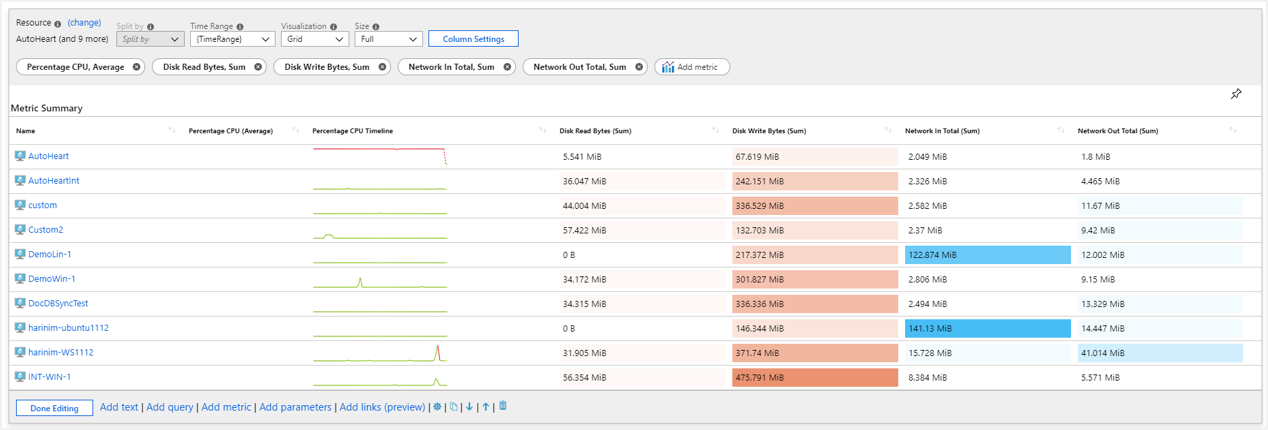 Resource (change) Split by Time Range Visualization Size
AutoHeart (and 9 more) Split by {TimeRange} Grid Full Column Settings
Percentage CPU, Average Disk Read Bytes, Sum Disk Write Bytes, Sum Network In Total, Sum Network Out Total, Sum Add metric
Metric Summary
Name Percentage CPU (Average) Percentage CPU Timeline Disk Read Bytes (Sum) Disk Write Bytes (Sum) Network In Total (Sum) Network Out Total (Sum)
AutoHeart 5.541 MiB 67.619 MiB 2.049 MiB 1.8 MiB
AutoHeartInt 36.047 MiB 242.151 MiB 2.326 MiB 4.465 MiB
custom 44.004 MiB 336.529 MiB 2.582 MiB 11.67 MiB
Custom2 57.422 MiB 132.703 MiB 2.37 MiB 9.42 MiB
DemoLin-1 0 B 217.372 MiB 122.874 MiB 12.002 MiB
DemoWin-1 34.172 MiB 301.827 MiB 2.806 MiB 9.15 MiB
DocDBSyncTest 34.315 MiB 336.336 MiB 2.494 MiB 13.329 MiB
harinim-ubuntu1112 0 B 146.344 MiB 141.13 MiB 14.447 MiB
harinim-WS1112 31.905 MiB 371.74 MiB 15.728 MiB 41.014 MiB
INT-WIN-1 56.354 MiB 475.791 MiB 8.384 MiB 5.571 MiB
Done Editing Add text | Add query | Add metric | Add parameters | Add links (preview) | | | | |